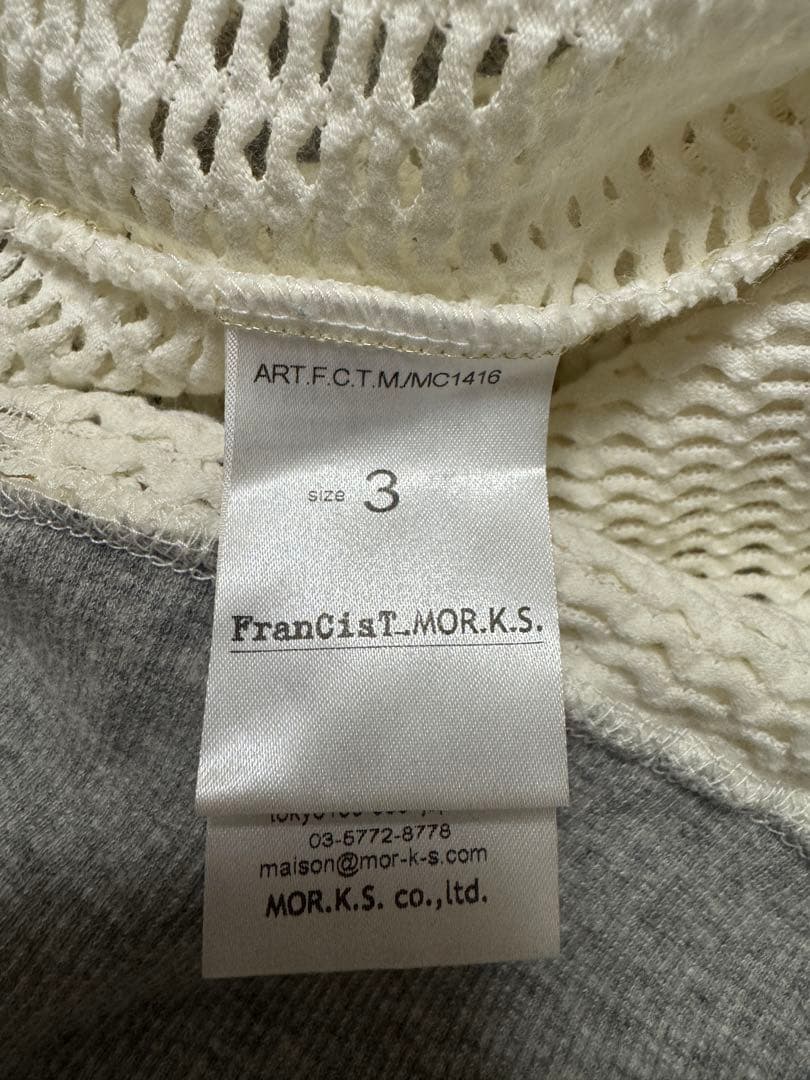 ART.F.C.T.M./MC1416
size 3
FranCisT_MOR.K.S.
03-5772-8778
maison@mor-k-s.com
MOR.K.S. co.,ltd.